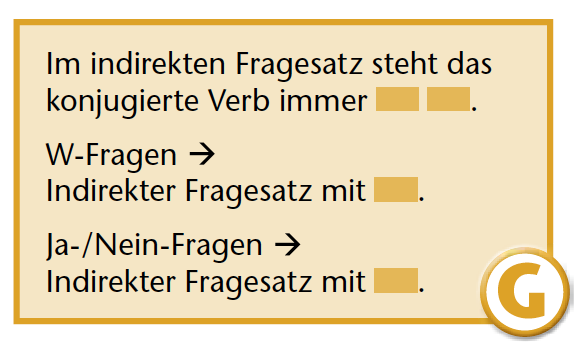 Im indirekten Fragesatz steht das
konjugierte Verb immer .
W-Fragen →
Indirekter Fragesatz mit .
Ja-/Nein-Fragen →
Indirekter Fragesatz mit .
G